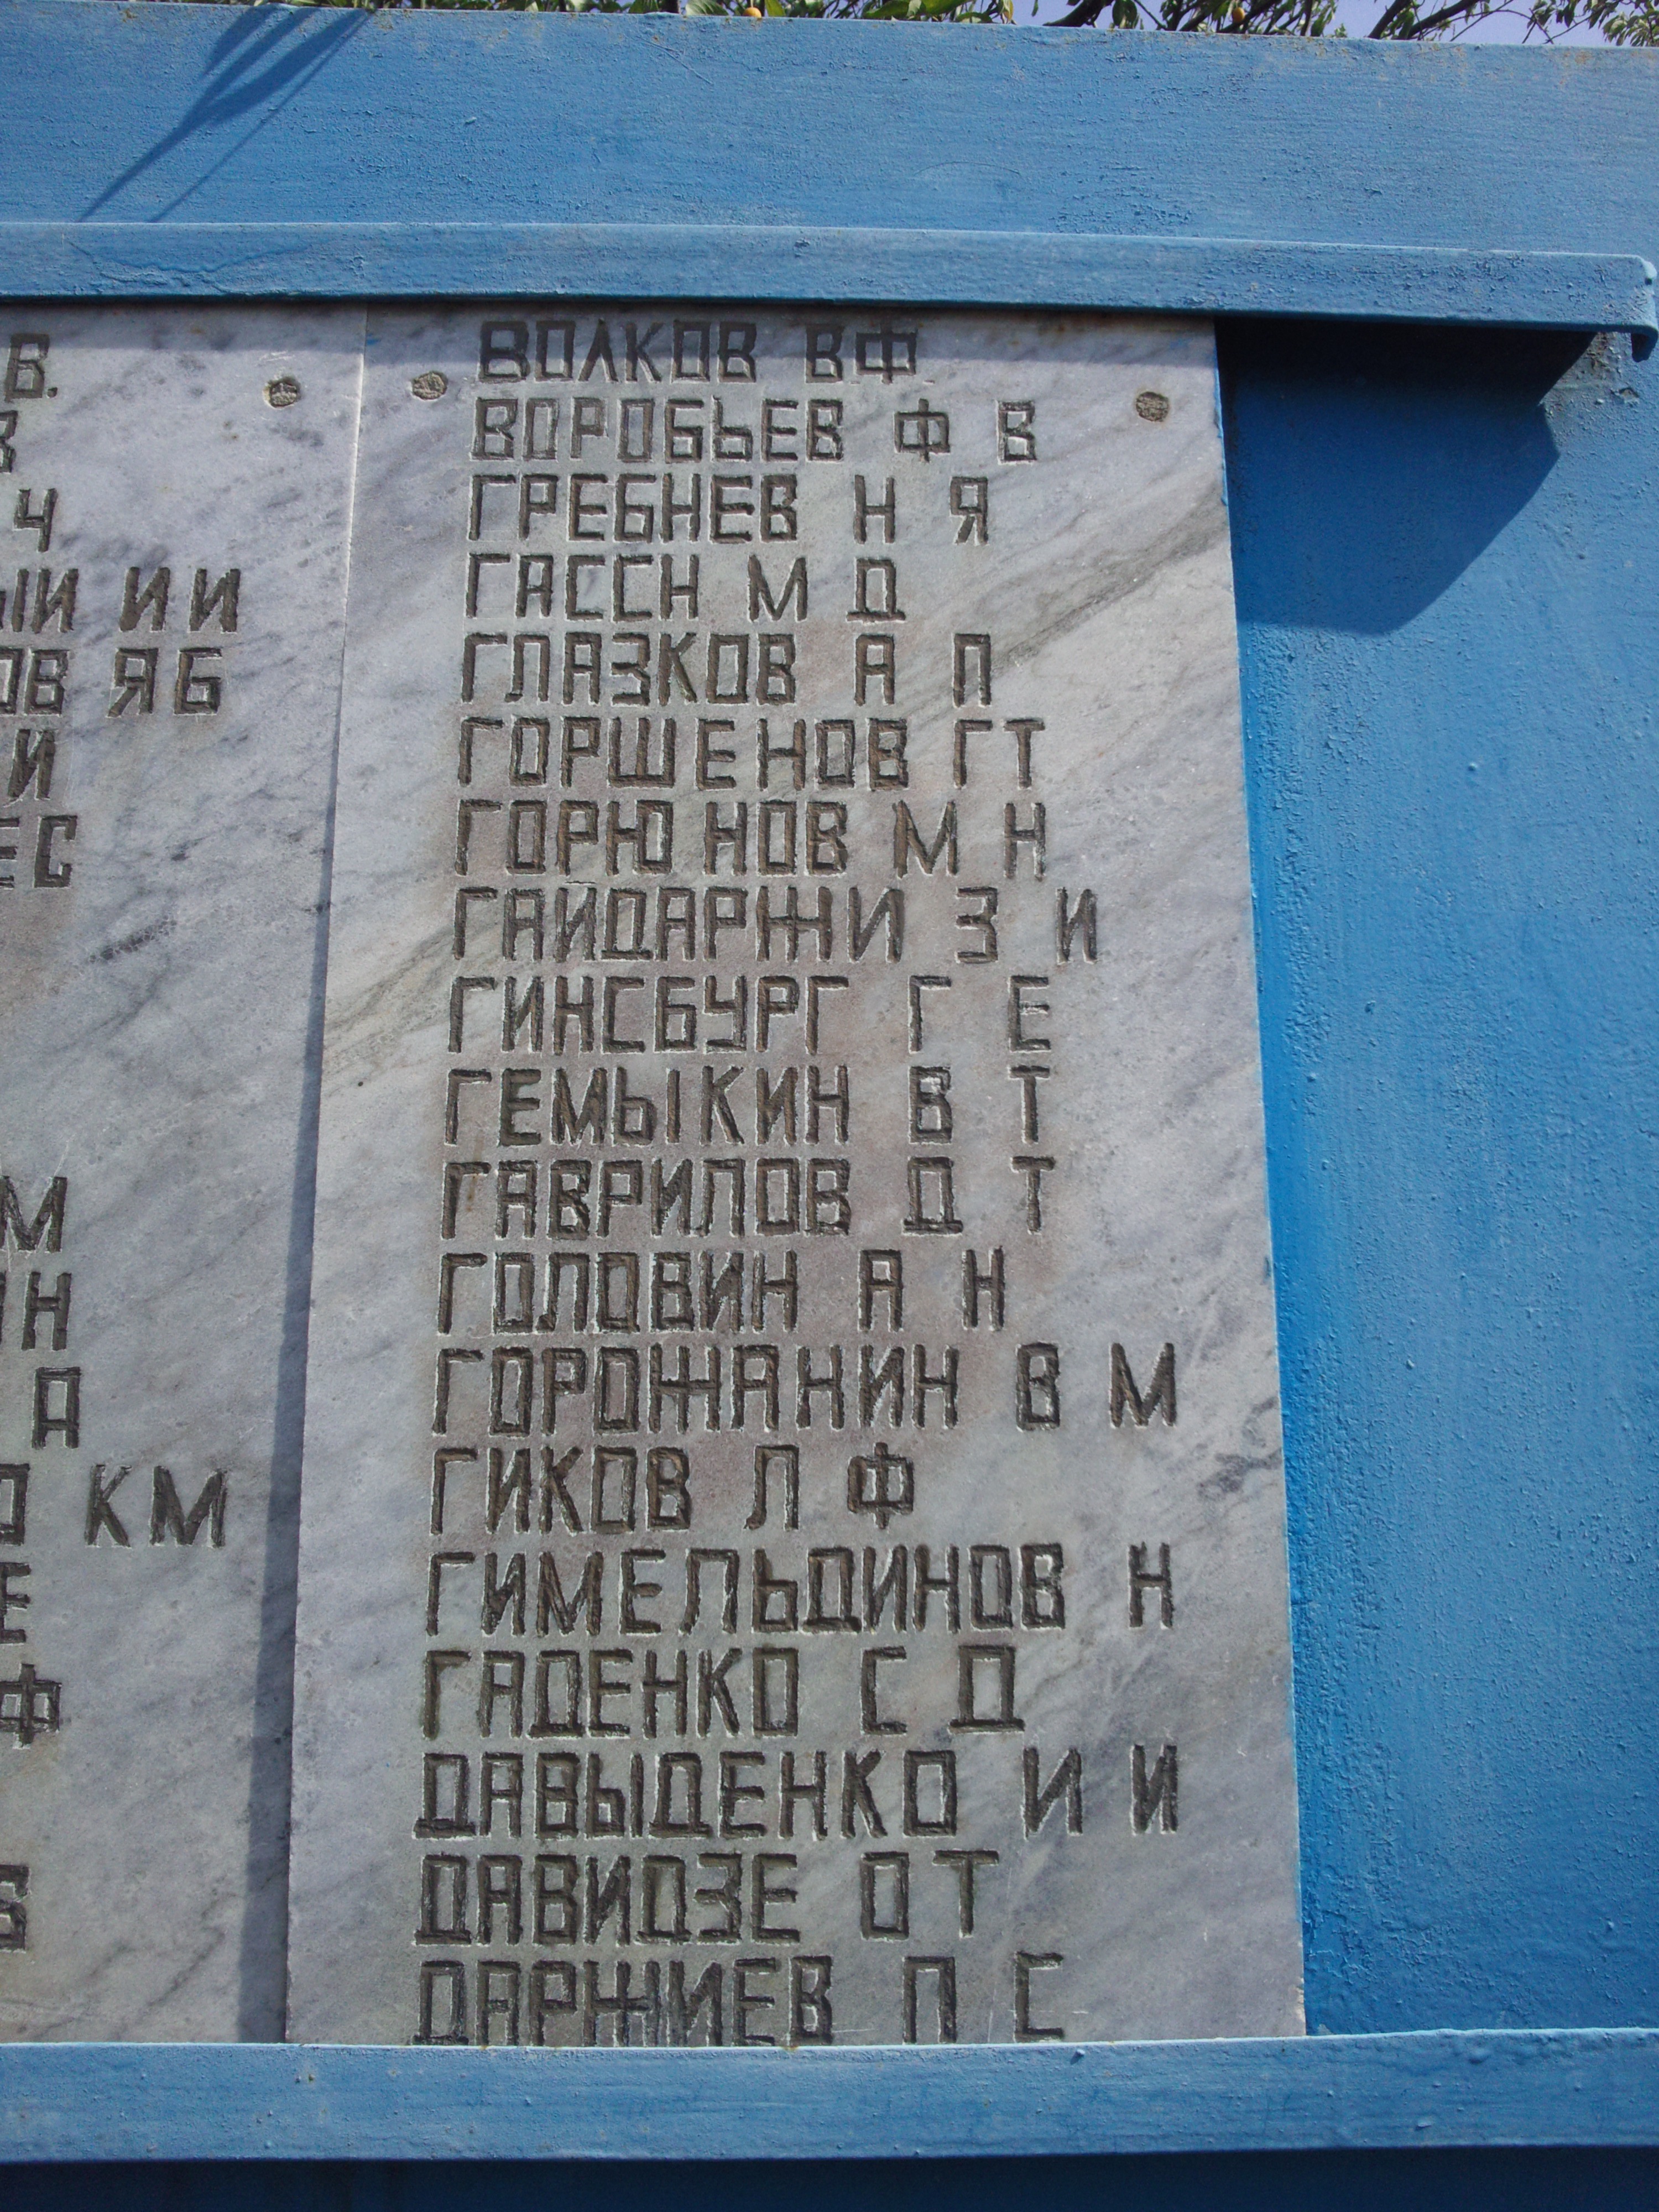 ВОЛКОВ ВФ
ВОРОБЬЕВ Ф В
ГРЕБНЕВ Н Я
ГАССН М Д
ГЛАЗКОВ А П
ГОРШЕНОВ ГТ
ГОРЮНОВ М Н
ГАЙДАРЖИ З И
ГИНСБУРГ Г Е
ГЕМЫКИН В Т
ГАВРИЛОВ Д Т
ГОЛОВИН А Н
ГОРОЖАНИН В М
ГИКОВ Л Ф
ГИМЕЛЬДИНОВ Н
ГАДЕНКО С Д
ДАВЫДЕНКО И И
ДАВИДЗЕ О Т
ДАРЖИЕВ П С